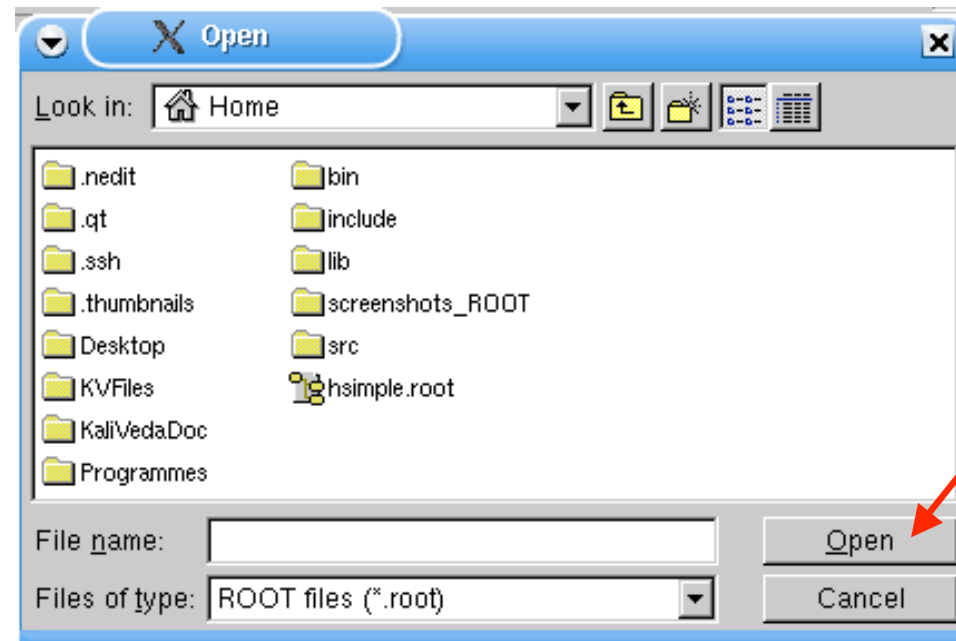 Open
Look in: Home
.nedit bin
.qt include
.ssh lib
.thumbnails screenshots_ROOT
Desktop src
KVFiles hsimple.root
KaliVedaDoc
Programmes
File name: Open
Files of type: ROOT files (*.root) Cancel